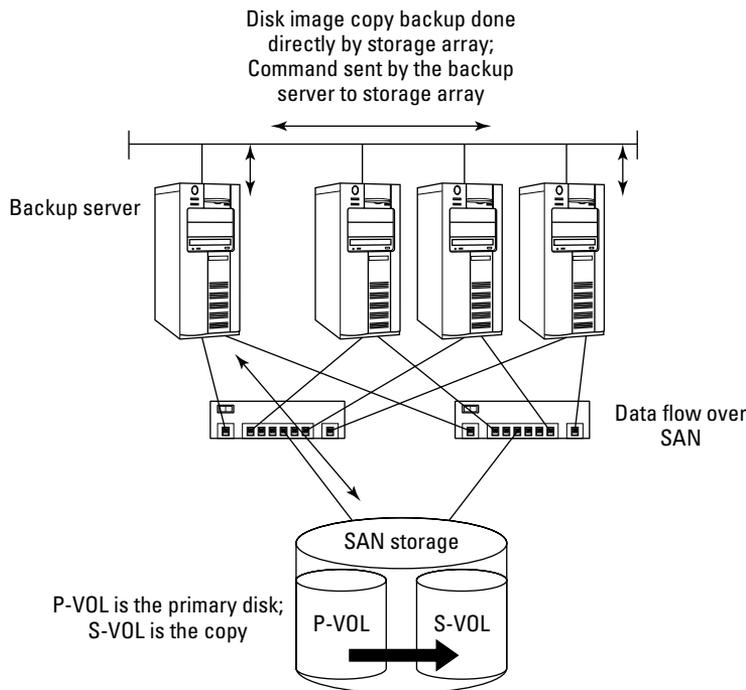 Disk image copy backup done
directly by storage array;
Command sent by the backup
server to storage array
Backup server
Data flow over
SAN
SAN storage
P-VOL is the primary disk;
S-VOL is the copy
P-VOL
S-VOL